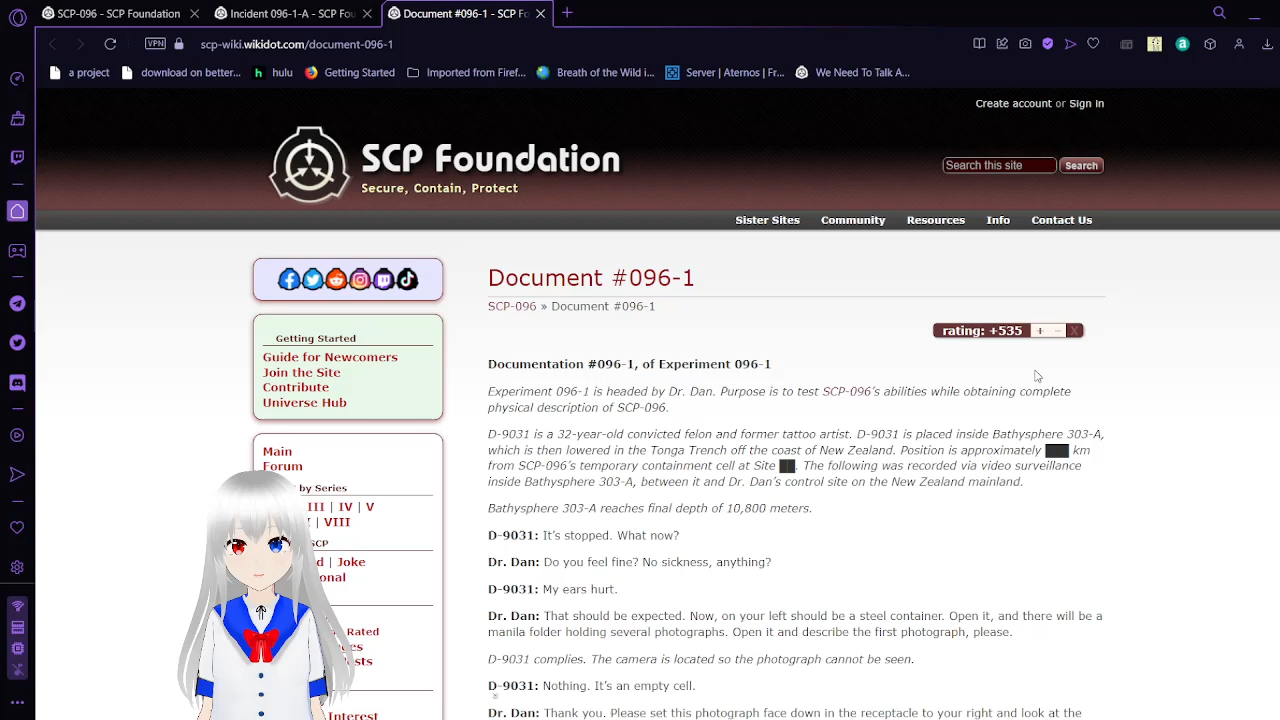 SCP-096 - SCP Foundation
Incident 096-1-A - SCP Fou
Document #096-1 - SCP Fo
VPN
scp-wiki.wikidot.com/document-096-1
a project
download on better...
hulu
Getting Started
Imported from Firef...
Breath of the Wild i...
Server | Aternos | Fr...
We Need To Talk A...
Create account or Sign in
SCP Foundation
Secure, Contain, Protect
Search this site
Search
Sister Sites
Community
Resources
Info
Contact Us
Getting Started
Guide for Newcomers
Join the Site
Contribute
Universe Hub
Main
Forum
by Series
III | IV | V
| VIII
SCP
d | Joke
onal
Rated
ges
sts
Interest
Document #096-1
SCP-096 » Document #096-1
rating: +535 + – X
Documentation #096-1, of Experiment 096-1
Experiment 096-1 is headed by Dr. Dan. Purpose is to test SCP-096's abilities while obtaining complete
physical description of SCP-096.
D-9031 is a 32-year-old convicted felon and former tattoo artist. D-9031 is placed inside Bathysphere 303-A,
which is then lowered in the Tonga Trench off the coast of New Zealand. Position is approximately ███ km
from SCP-096's temporary containment cell at Site ██. The following was recorded via video surveillance
inside Bathysphere 303-A, between it and Dr. Dan's control site on the New Zealand mainland.
Bathysphere 303-A reaches final depth of 10,800 meters.
D-9031: It's stopped. What now?
Dr. Dan: Do you feel fine? No sickness, anything?
D-9031: My ears hurt.
Dr. Dan: That should be expected. Now, on your left should be a steel container. Open it, and there will be a
manila folder holding several photographs. Open it and describe the first photograph, please.
D-9031 complies. The camera is located so the photograph cannot be seen.
D-9031: Nothing. It's an empty cell.
Dr. Dan: Thank you. Please set this photograph face down in the receptacle to your right and look at the